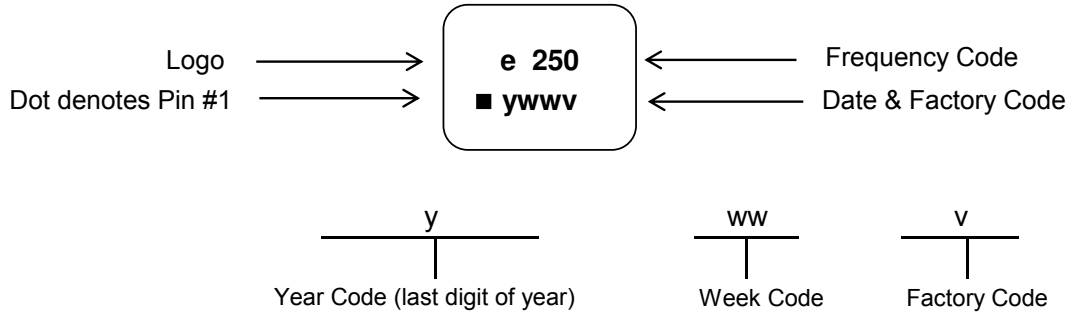 Logo e 250 Frequency Code
Dot denotes Pin #1 ■ ywwv Date & Factory Code
y ww v
Year Code (last digit of year) Week Code Factory Code